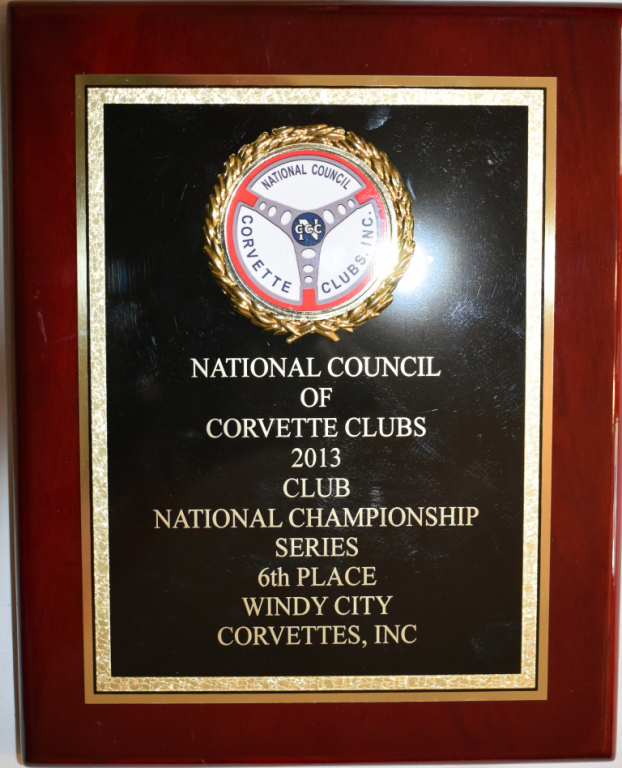 NATIONAL COUNCIL
CORVETTE CLUBS, INC.
NCCC
NATIONAL COUNCIL
OF
CORVETTE CLUBS
2013
CLUB
NATIONAL CHAMPIONSHIP
SERIES
6th PLACE
WINDY CITY
CORVETTES, INC